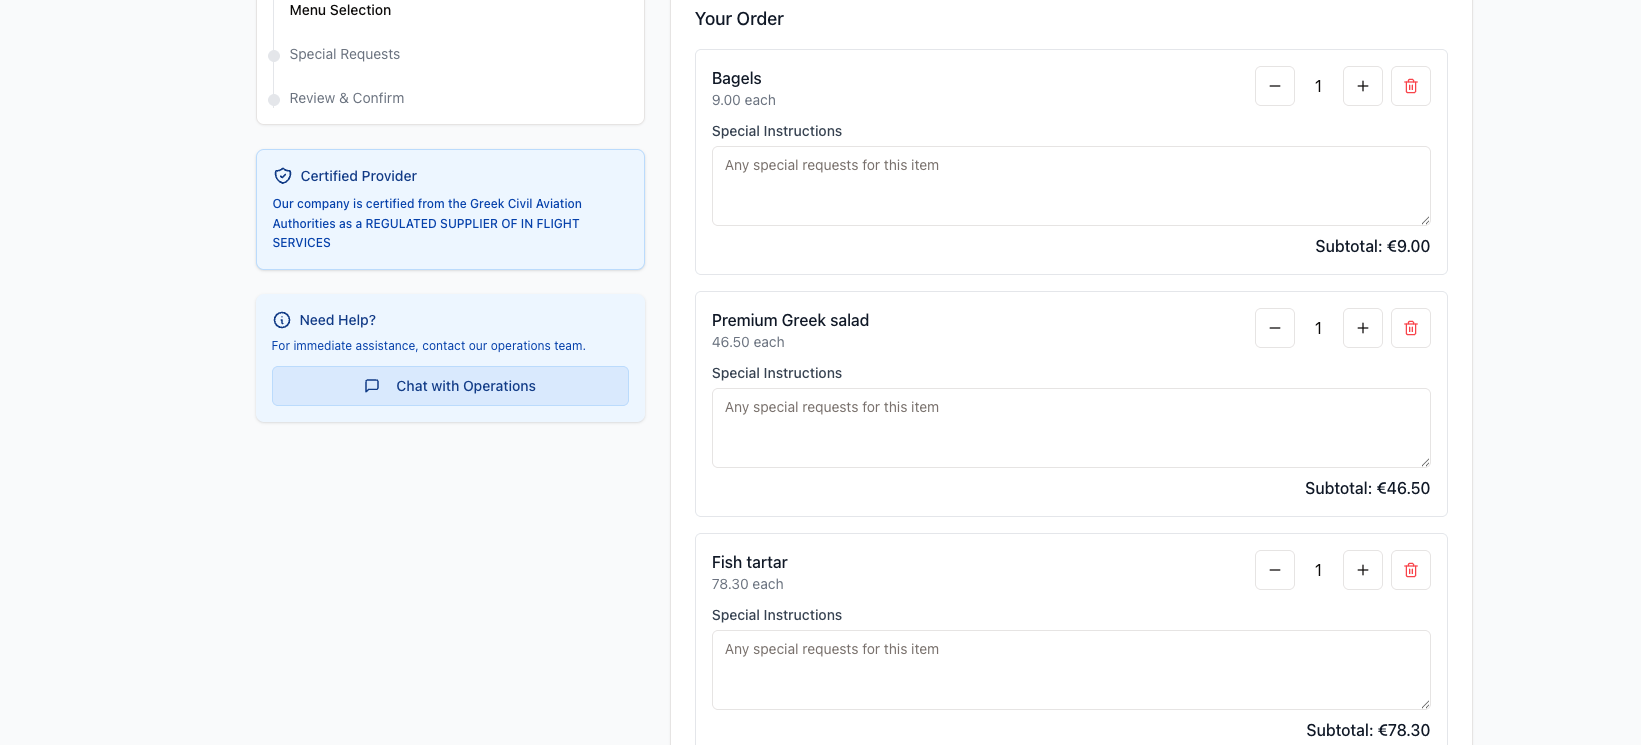 Menu Selection
Special Requests
Review & Confirm
Certified Provider
Our company is certified from the Greek Civil Aviation
Authorities as a REGULATED SUPPLIER OF IN FLIGHT
SERVICES
Need Help?
For immediate assistance, contact our operations team.
Chat with Operations
Your Order
Bagels
9.00 each
1
Special Instructions
Any special requests for this item
Subtotal: €9.00
Premium Greek salad
46.50 each
1
Special Instructions
Any special requests for this item
Subtotal: €46.50
Fish tartar
78.30 each
1
Special Instructions
Any special requests for this item
Subtotal: €78.30